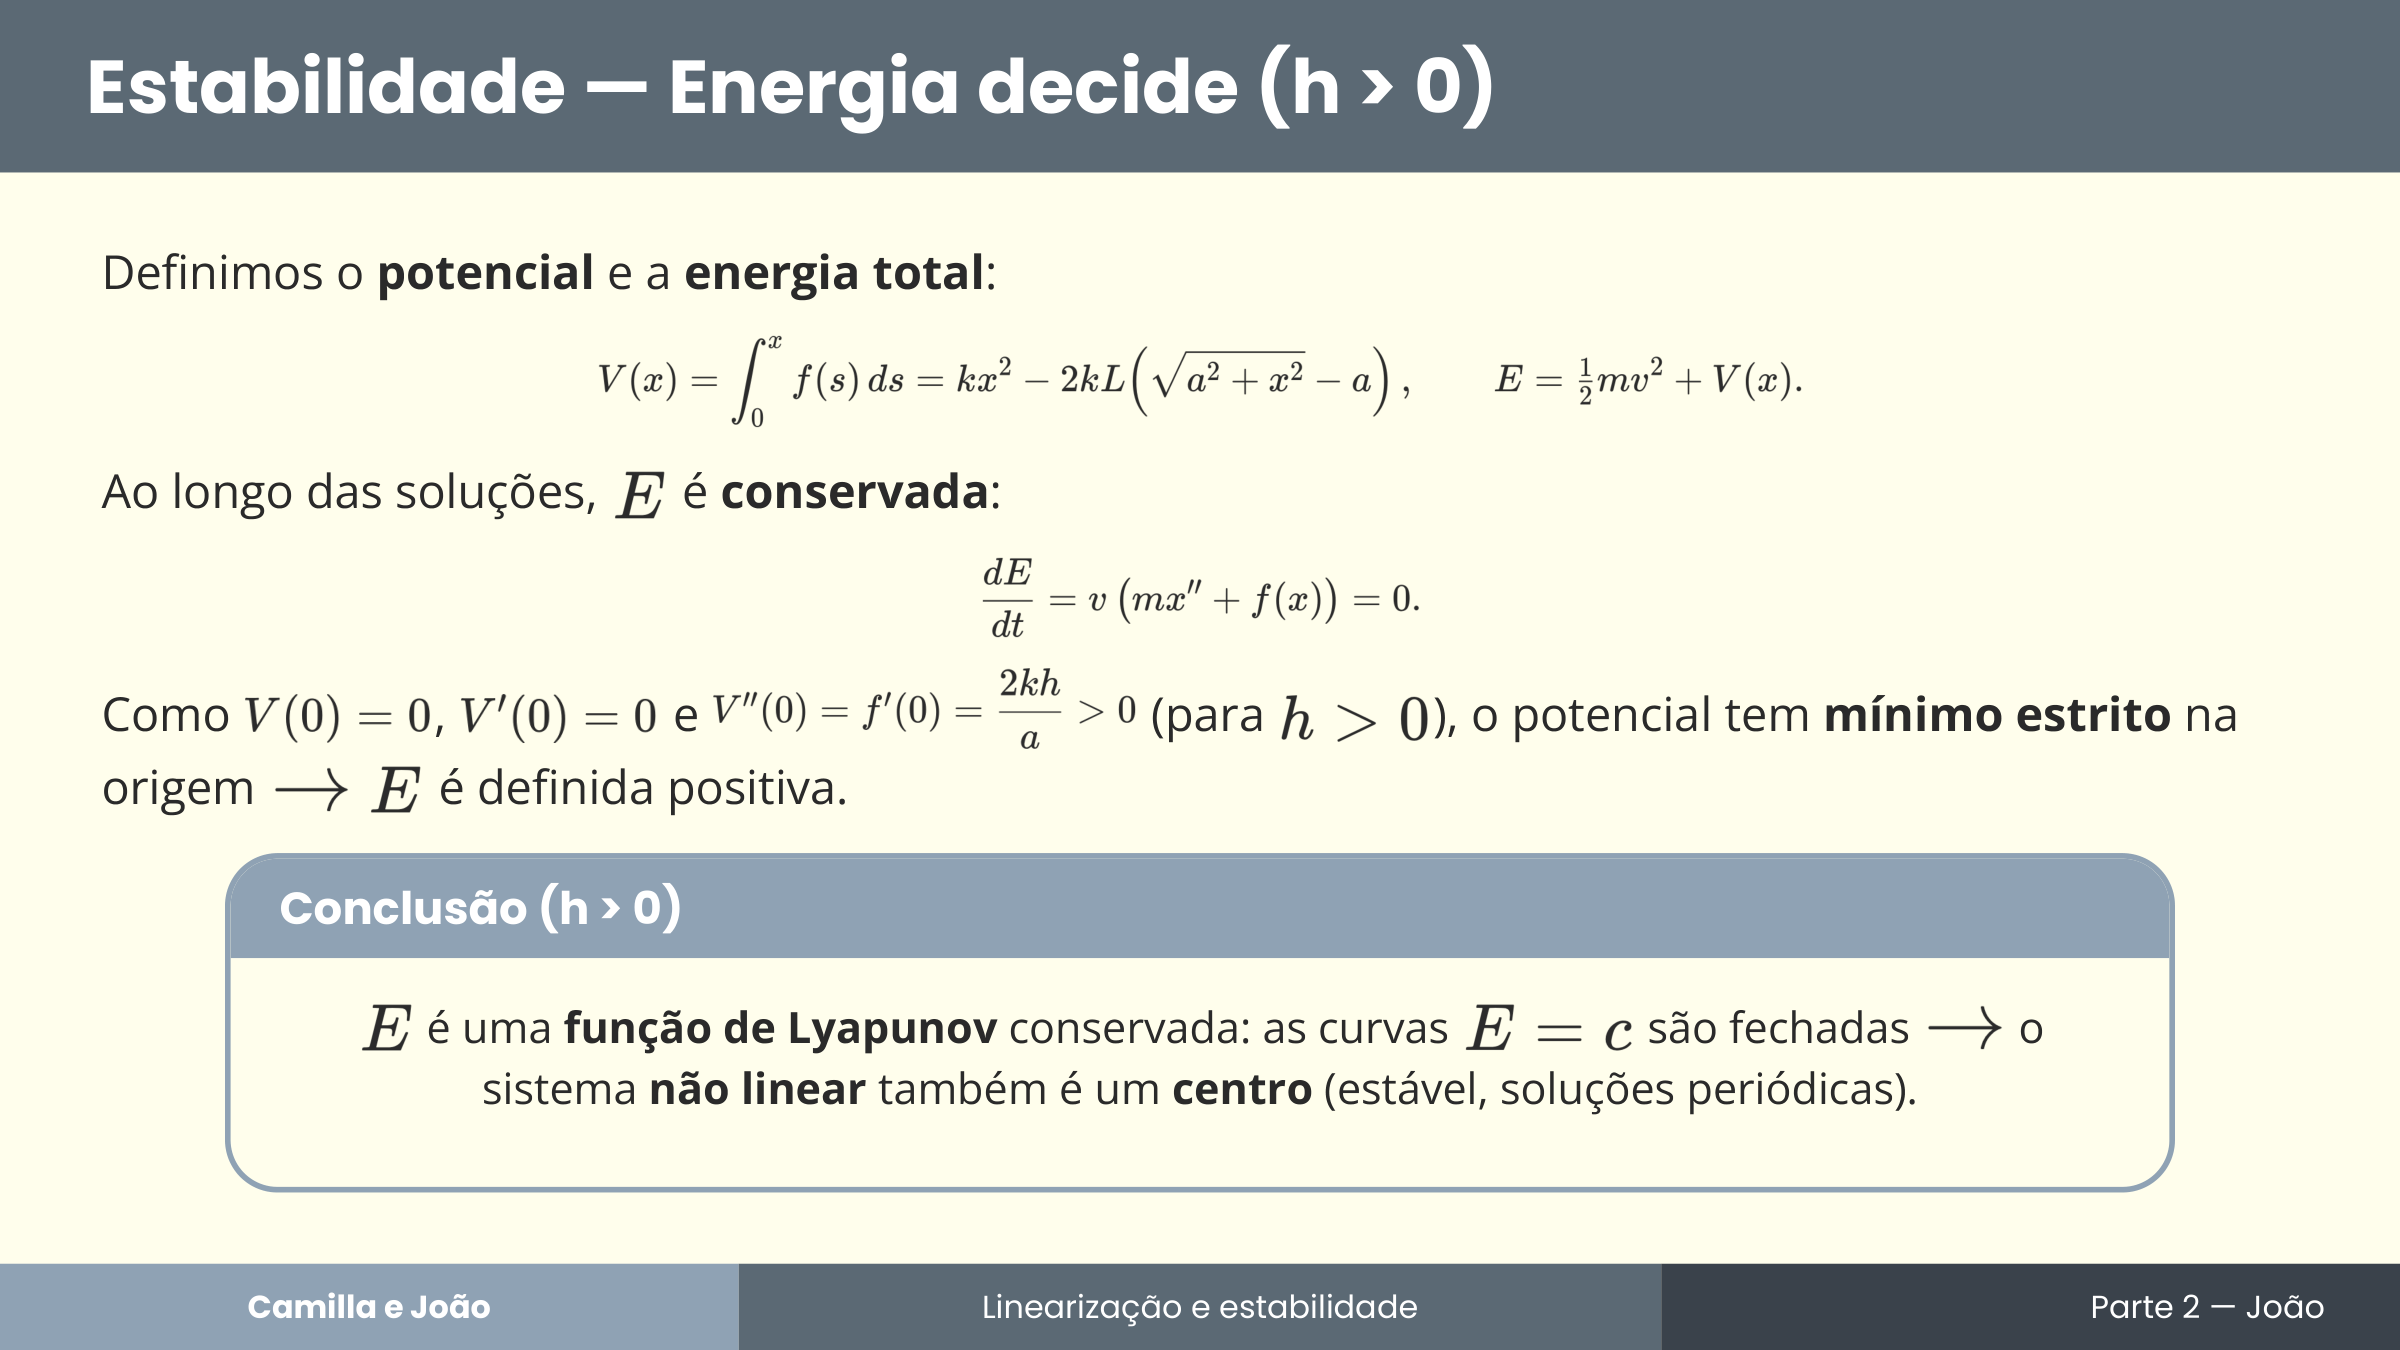 Estabilidade — Energia decide (h > 0)
Definimos o potencial e a energia total:
V(x) = ∫₀ˣ f(s) ds = kx² − 2kL(√(a² + x²) − a), E = ½mv² + V(x).
Ao longo das soluções, E é conservada:
dE/dt = v (mx″ + f(x)) = 0.
Como V(0) = 0, V′(0) = 0 e V″(0) = f′(0) = 2kh/a > 0 (para h > 0), o potencial tem mínimo estrito na
origem → E é definida positiva.
Conclusão (h > 0)
E é uma função de Lyapunov conservada: as curvas E = c são fechadas → o
sistema não linear também é um centro (estável, soluções periódicas).
Camilla e João
Linearização e estabilidade
Parte 2 — João